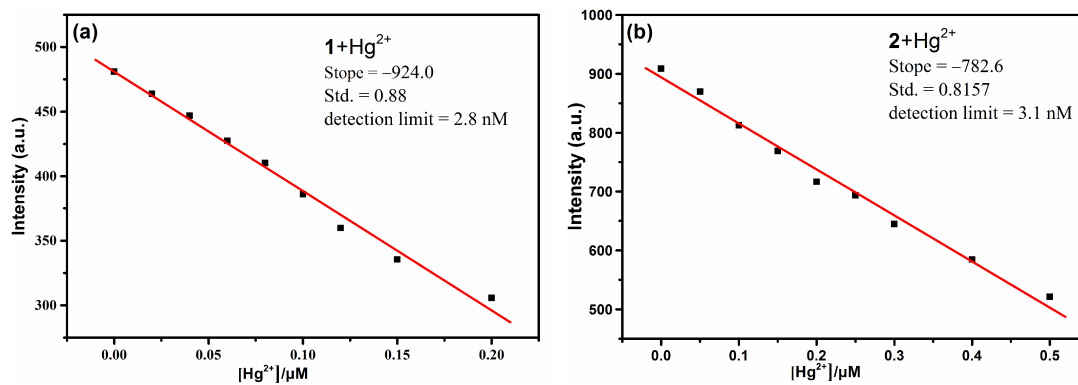 (a)
1+Hg²⁺
Stope = –924.0
Std. = 0.88
detection limit = 2.8 nM
Intensity (a.u.)
500
450
400
350
300
0.00 0.05 0.10 0.15 0.20
[Hg²⁺]/μM
(b)
2+Hg²⁺
Stope = –782.6
Std. = 0.8157
detection limit = 3.1 nM
Intensity (a.u.)
1000
900
800
700
600
500
0.0 0.1 0.2 0.3 0.4 0.5
[Hg²⁺]/μM